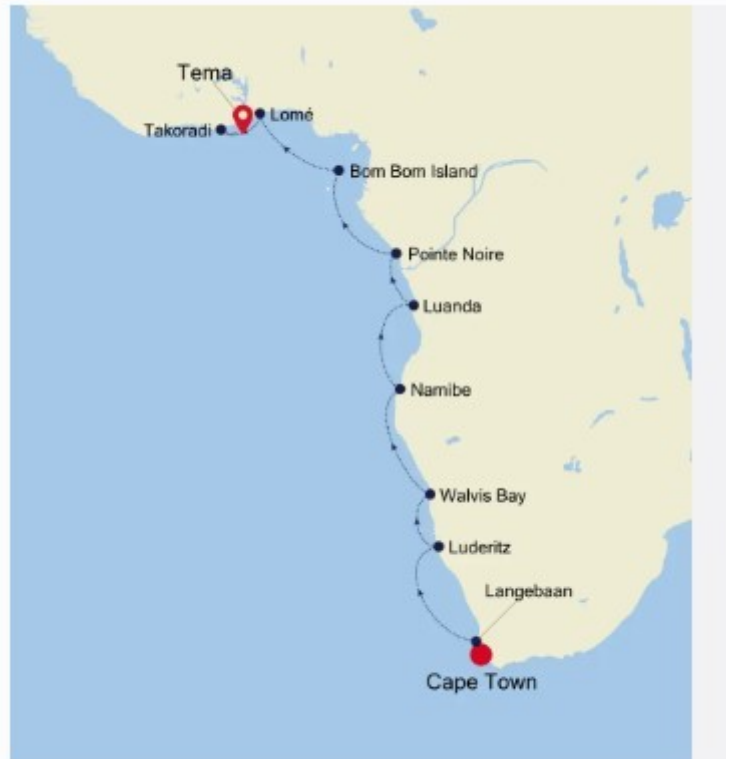 Tema
Lomé
Takoradi
Bom Bom Island
Pointe Noire
Luanda
Namibe
Walvis Bay
Luderitz
Langebaan
Cape Town